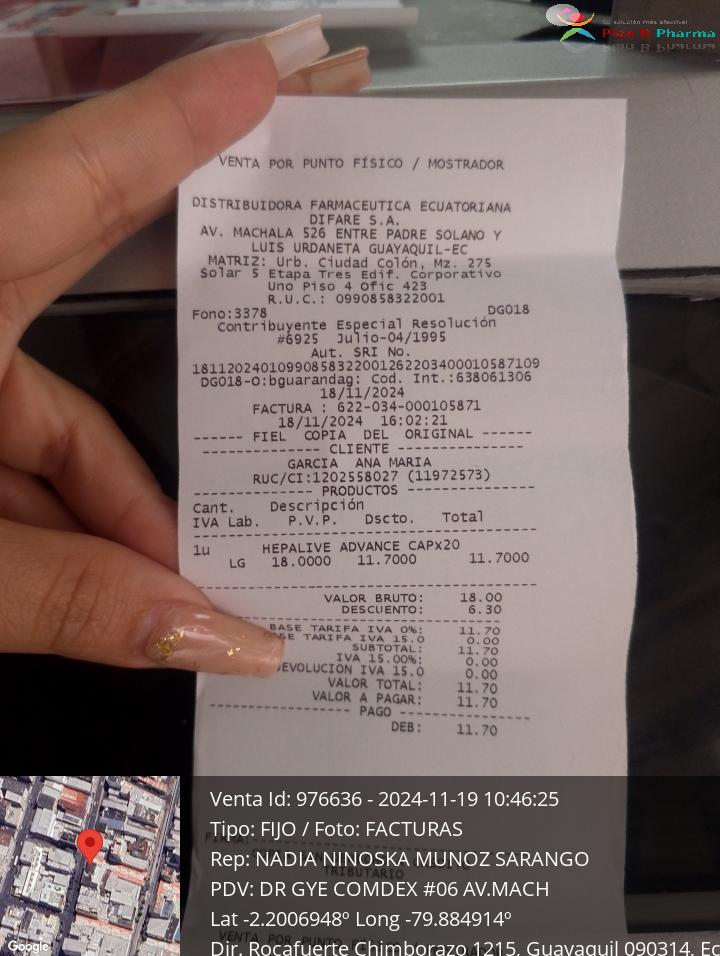 Su solución más efectiva!
Plan B Pharma
VENTA POR PUNTO FÍSICO / MOSTRADOR
DISTRIBUIDORA FARMACEUTICA ECUATORIANA
DIFARE S.A.
AV. MACHALA 526 ENTRE PADRE SOLANO Y
LUIS URDANETA GUAYAQUIL-EC
MATRIZ: Urb. Ciudad Colón, Mz. 275
Solar 5 Etapa Tres Edif. Corporativo
Uno Piso 4 Ofic 423
R.U.C.: 0990858322001
Fono:3378 DG018
Contribuyente Especial Resolución
#6925 Julio-04/1995
Aut. SRI No.
1811202401099085832200126220340001058710​9
DG018-O:bguarandag: Cod. Int.:638061306
18/11/2024
FACTURA : 622-034-000105871
18/11/2024 16:02:21
------ FIEL COPIA DEL ORIGINAL ------
---------------- CLIENTE ----------------
GARCIA ANA MARIA
RUC/CI:1202558027 (11972573)
--------------- PRODUCTOS ---------------
Cant. Descripción
IVA Lab. P.V.P. Dscto. Total
1u HEPALIVE ADVANCE CAPx20
LG 18.0000 11.7000 11.7000
VALOR BRUTO: 18.00
DESCUENTO: 6.30
BASE TARIFA IVA 0%: 11.70
TARIFA IVA 15.0 0.00
SUBTOTAL: 11.70
IVA 15.00%: 0.00
IVA 15.0 0.00
VALOR TOTAL: 11.70
VALOR A PAGAR: 11.70
----------------- PAGO -----------------
DEB: 11.70
TRIBUTARIO
Venta Id: 976636 - 2024-11-19 10:46:25
Tipo: FIJO / Foto: FACTURAS
Rep: NADIA NINOSKA MUNOZ SARANGO
PDV: DR GYE COMDEX #06 AV.MACH
Lat -2.2006948º Long -79.884914º
Dir. Rocafuerte Chimborazo 1215, Guayaquil 090314, Ec
Google